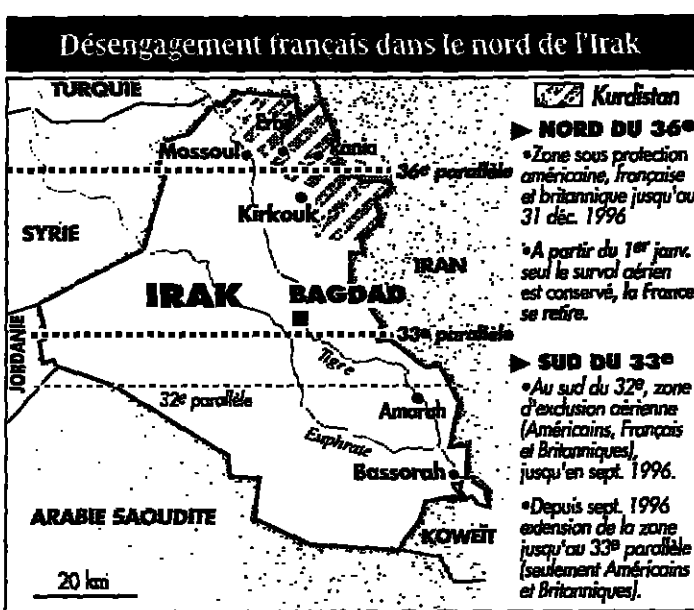 Désengagement français dans le nord de l'Irak
TURQUIE
Erbil
Mossoul
Rania
36e parallèle
Kirkouk
SYRIE
IRAN
IRAK
BAGDAD
JORDANIE
33e parallèle
Tigre
32e parallèle
Amarah
Euphrate
Bassorah
ARABIE SAOUDITE
KOWEÏT
20 km
Kurdistan
NORD DU 36e
•Zone sous protection
américaine, française
et britannique jusqu'au
31 déc. 1996
•A partir du 1er janv.
seul le survol aérien
est conservé, la France
se retire.
SUD DU 33e
•Au sud du 32e, zone
d'exclusion aérienne
(Américains, Français
et Britanniques),
jusqu'en sept. 1996.
•Depuis sept. 1996
extension de la zone
jusqu'au 33e parallèle
(seulement Américains
et Britanniques).